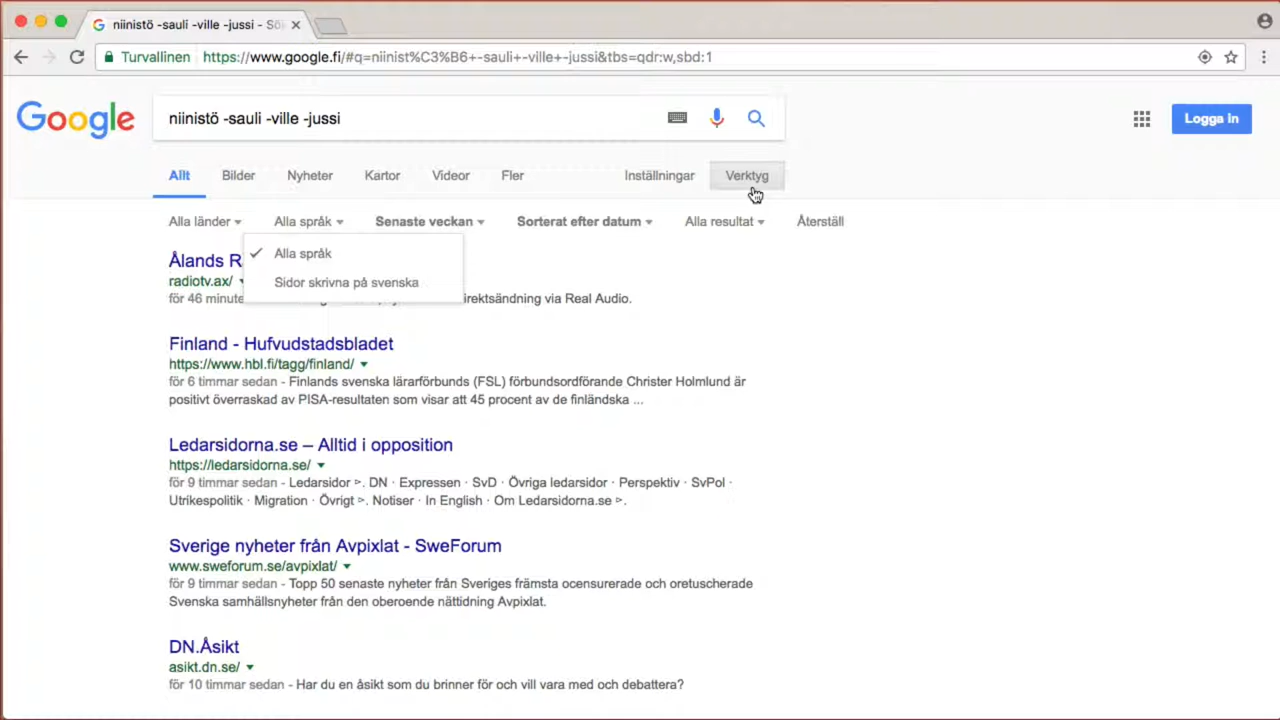 niinistö -sauli -ville -jussi - Sö
Turvallinen https://www.google.fi/#q=niinist%C3%B6+-sauli+-ville+-jussi&tbs=qdr:w,sbd:1
Google niinistö -sauli -ville -jussi Logga in
Allt Bilder Nyheter Kartor Videor Fler Inställningar Verktyg
Alla länder Alla språk Senaste veckan Sorterat efter datum Alla resultat Återställ
Alla språk
Sidor skrivna på svenska
Ålands R
radiotv.ax/
för 46 minute irektsändning via Real Audio.
Finland - Hufvudstadsbladet
https://www.hbl.fi/tagg/finland/
för 6 timmar sedan - Finlands svenska lärarförbunds (FSL) förbundsordförande Christer Holmlund är
positivt överraskad av PISA-resultaten som visar att 45 procent av de finländska ...
Ledarsidorna.se – Alltid i opposition
https://ledarsidorna.se/
för 9 timmar sedan - Ledarsidor ⊳. DN · Expressen · SvD · Övriga ledarsidor · Perspektiv · SvPol ·
Utrikespolitik · Migration · Övrigt ⊳. Notiser · In English · Om Ledarsidorna.se ⊳.
Sverige nyheter från Avpixlat - SweForum
www.sweforum.se/avpixlat/
för 9 timmar sedan - Topp 50 senaste nyheter från Sveriges främsta ocensurerade och oretuscherade
Svenska samhällsnyheter från den oberoende nättidning Avpixlat.
DN.Åsikt
asikt.dn.se/
för 10 timmar sedan - Har du en åsikt som du brinner för och vill vara med och debattera?